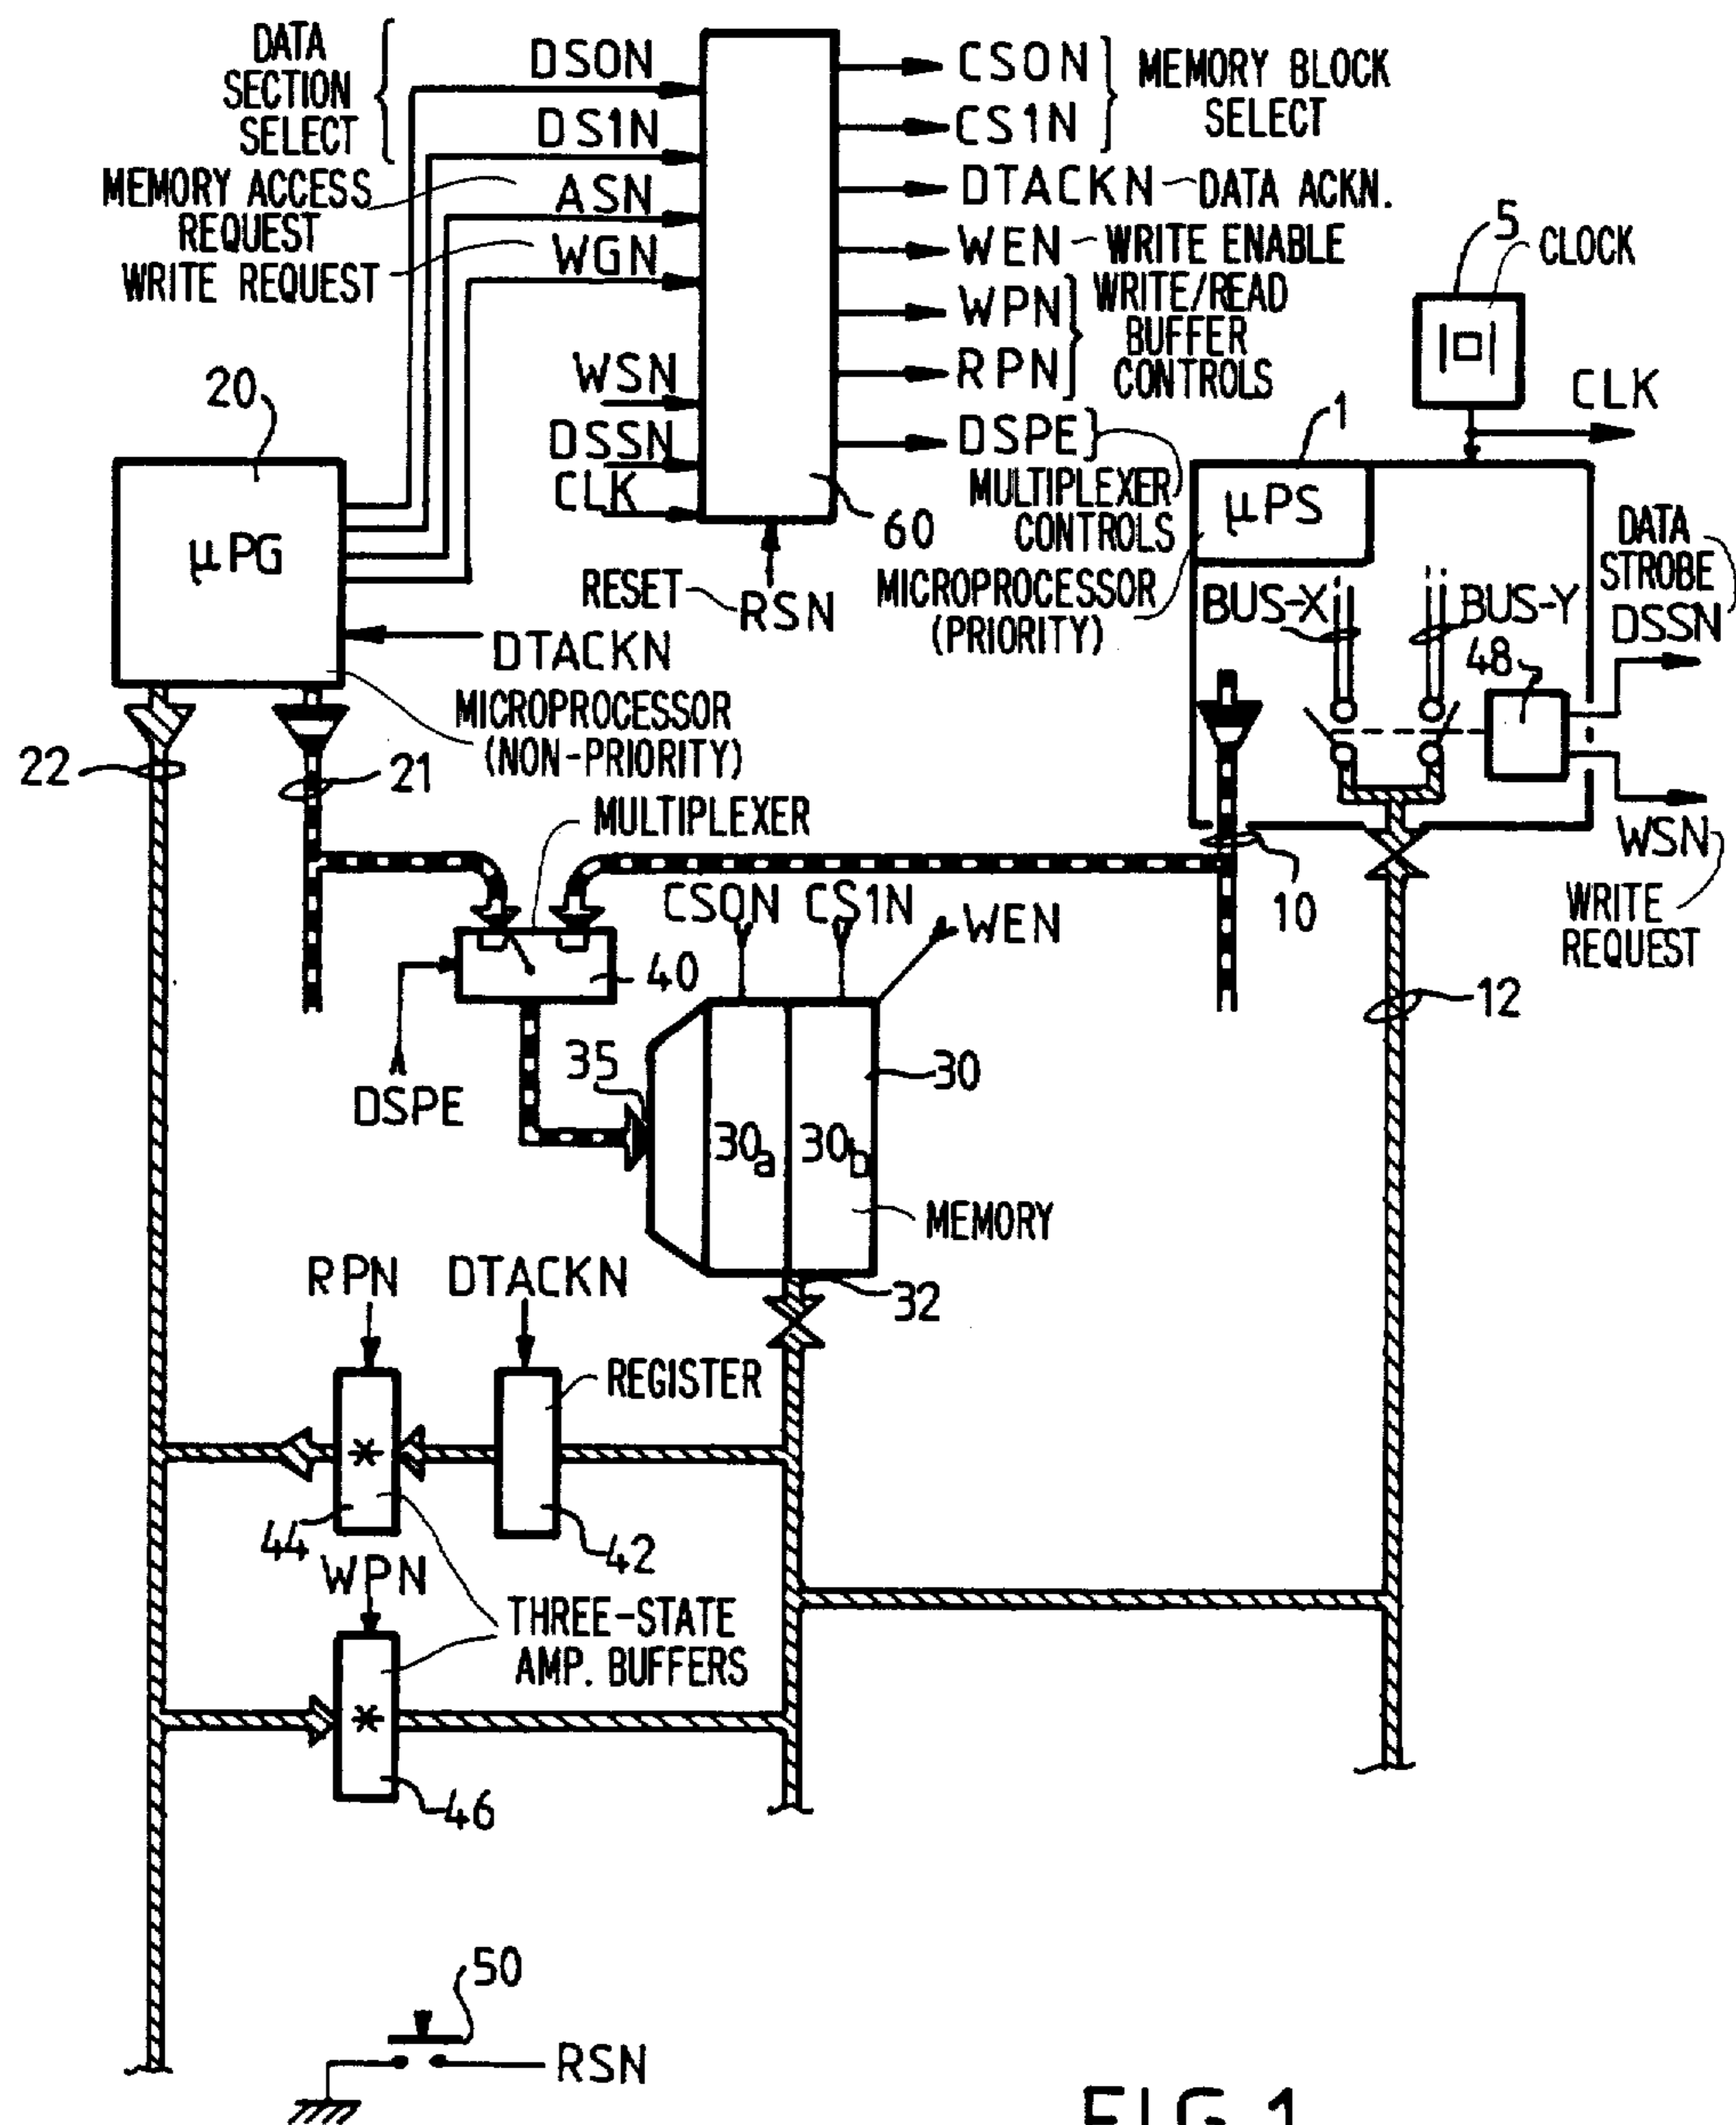 DATA
SECTION
SELECT
DS0N
DS1N
MEMORY ACCESS
REQUEST
ASN
WRITE REQUEST
WGN
WSN
DSSN
CLK
CS0N
CS1N
MEMORY BLOCK
SELECT
DTACKN
DATA ACKN.
WEN
WRITE ENABLE
WPN
RPN
WRITE/READ
BUFFER
CONTROLS
DSPE
MULTIPLEXER
CONTROLS
60
RESET
RSN
5
CLOCK
CLK
20
μPG
DTACKN
MICROPROCESSOR
(NON-PRIORITY)
22
21
1
μPS
MICROPROCESSOR
(PRIORITY)
BUS-X
BUS-Y
48
DATA
STROBE
DSSN
WSN
WRITE
REQUEST
10
12
MULTIPLEXER
40
DSPE
CS0N
CS1N
WEN
35
30
30a
30b
MEMORY
32
RPN
DTACKN
REGISTER
*
44
42
WPN
THREE-STATE
AMP. BUFFERS
*
46
50
RSN
FIG.1